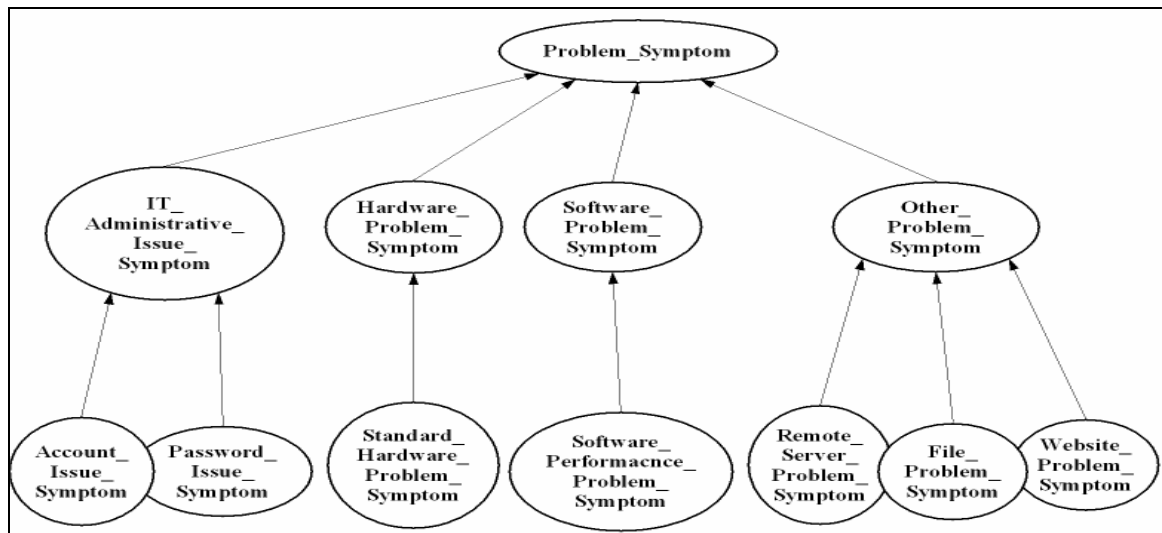 Problem_Symptom
IT_
Administrative_
Issue_
Symptom
Hardware_
Problem_
Symptom
Software_
Problem_
Symptom
Other_
Problem_
Symptom
Account_
Issue_
Symptom
Password_
Issue_
Symptom
Standard_
Hardware_
Problem_
Symptom
Software_
Performacnce_
Problem_
Symptom
Remote_
Server_
Problem_
Symptom
File_
Problem_
Symptom
Website_
Problem_
Symptom